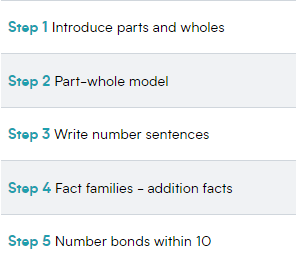 Step 1 Introduce parts and wholes
Step 2 Part-whole model
Step 3 Write number sentences
Step 4 Fact families - addition facts
Step 5 Number bonds within 10